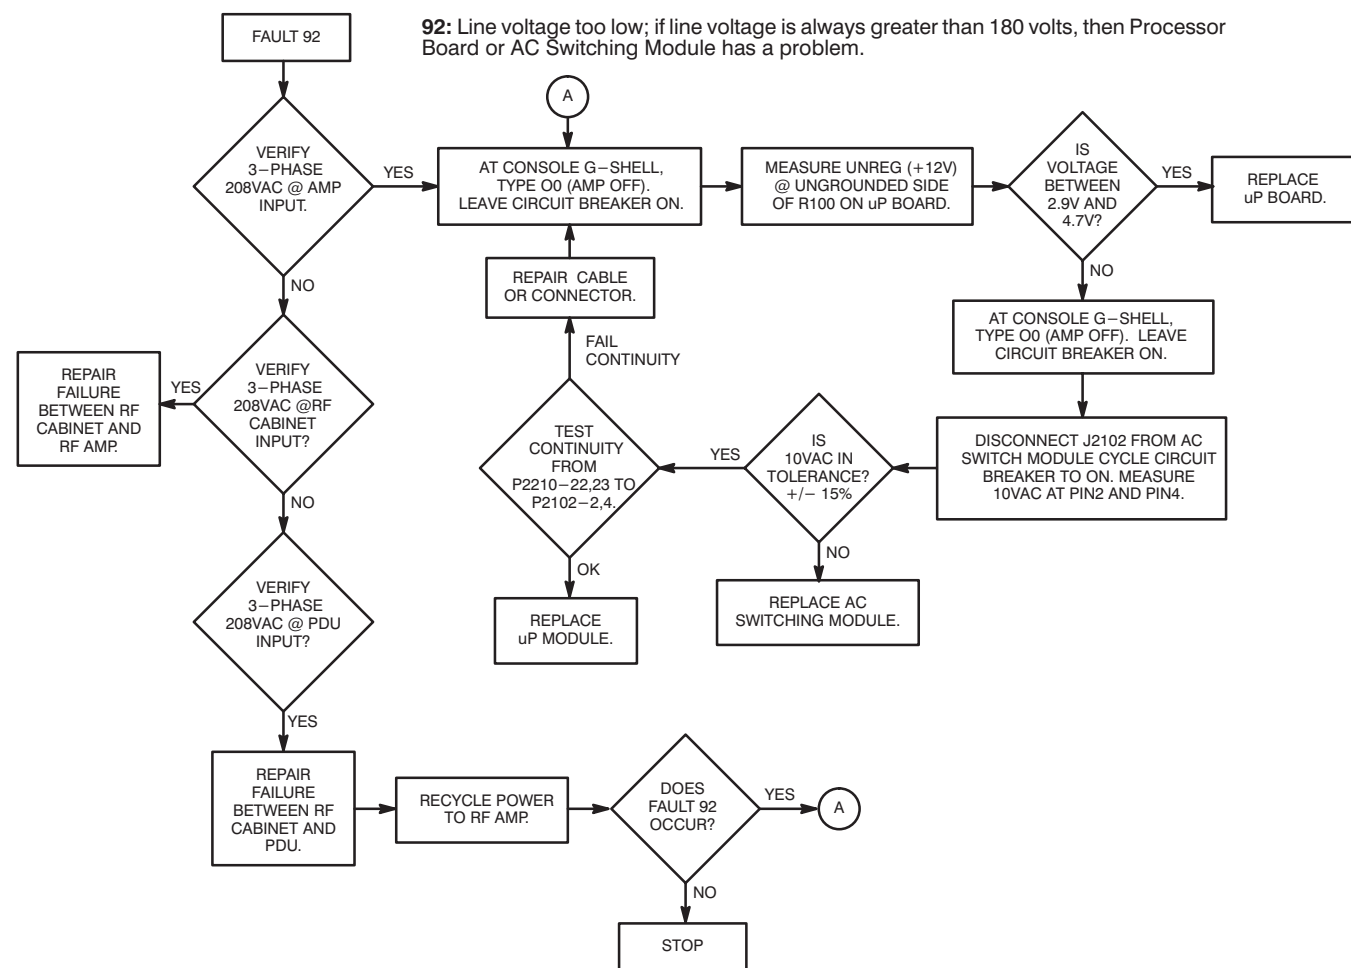 FAULT 92
92: Line voltage too low; if line voltage is always greater than 180 volts, then Processor
Board or AC Switching Module has a problem.
A
VERIFY
3–PHASE
208VAC @ AMP
INPUT.
YES
AT CONSOLE G–SHELL,
TYPE O0 (AMP OFF).
LEAVE CIRCUIT BREAKER ON.
MEASURE UNREG (+12V)
@ UNGROUNDED SIDE
OF R100 ON uP BOARD.
IS
VOLTAGE
BETWEEN
2.9V AND
4.7V?
YES
REPLACE
uP BOARD.
NO
NO
REPAIR CABLE
OR CONNECTOR.
AT CONSOLE G–SHELL,
TYPE O0 (AMP OFF). LEAVE
CIRCUIT BREAKER ON.
FAIL
CONTINUITY
REPAIR
FAILURE
BETWEEN RF
CABINET AND
RF AMP.
YES
VERIFY
3–PHASE
208VAC @RF
CABINET
INPUT?
TEST
CONTINUITY
FROM
P2210–22,23 TO
P2102–2,4.
YES
IS
10VAC IN
TOLERANCE?
+/– 15%
DISCONNECT J2102 FROM AC
SWITCH MODULE CYCLE CIRCUIT
BREAKER TO ON. MEASURE
10VAC AT PIN2 AND PIN4.
NO
OK
NO
VERIFY
3–PHASE
208VAC @ PDU
INPUT?
REPLACE
uP MODULE.
REPLACE AC
SWITCHING MODULE.
YES
REPAIR
FAILURE
BETWEEN RF
CABINET AND
PDU.
RECYCLE POWER
TO RF AMP.
DOES
FAULT 92
OCCUR?
YES
A
NO
STOP